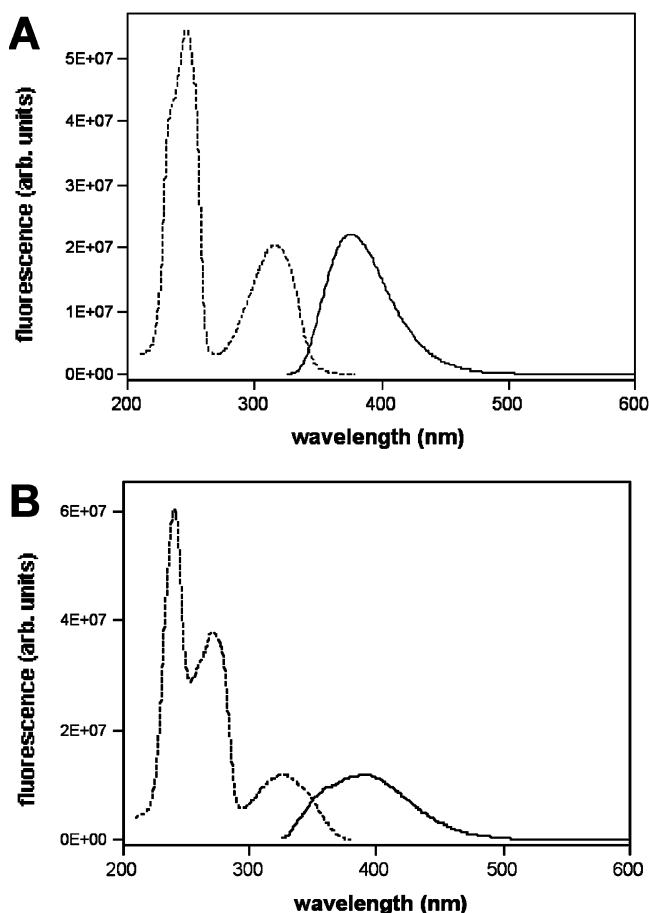 A
fluorescence (arb. units)
5E+07
4E+07
3E+07
2E+07
1E+07
0E+00
200 300 400 500 600
wavelength (nm)
B
fluorescence (arb. units)
6E+07
4E+07
2E+07
0E+00
200 300 400 500 600
wavelength (nm)